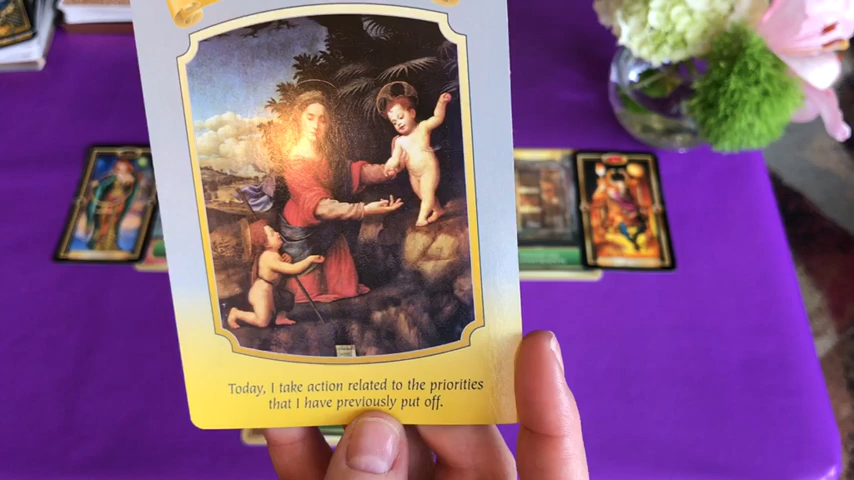 Today, I take action related to the priorities
that I have previously put off.